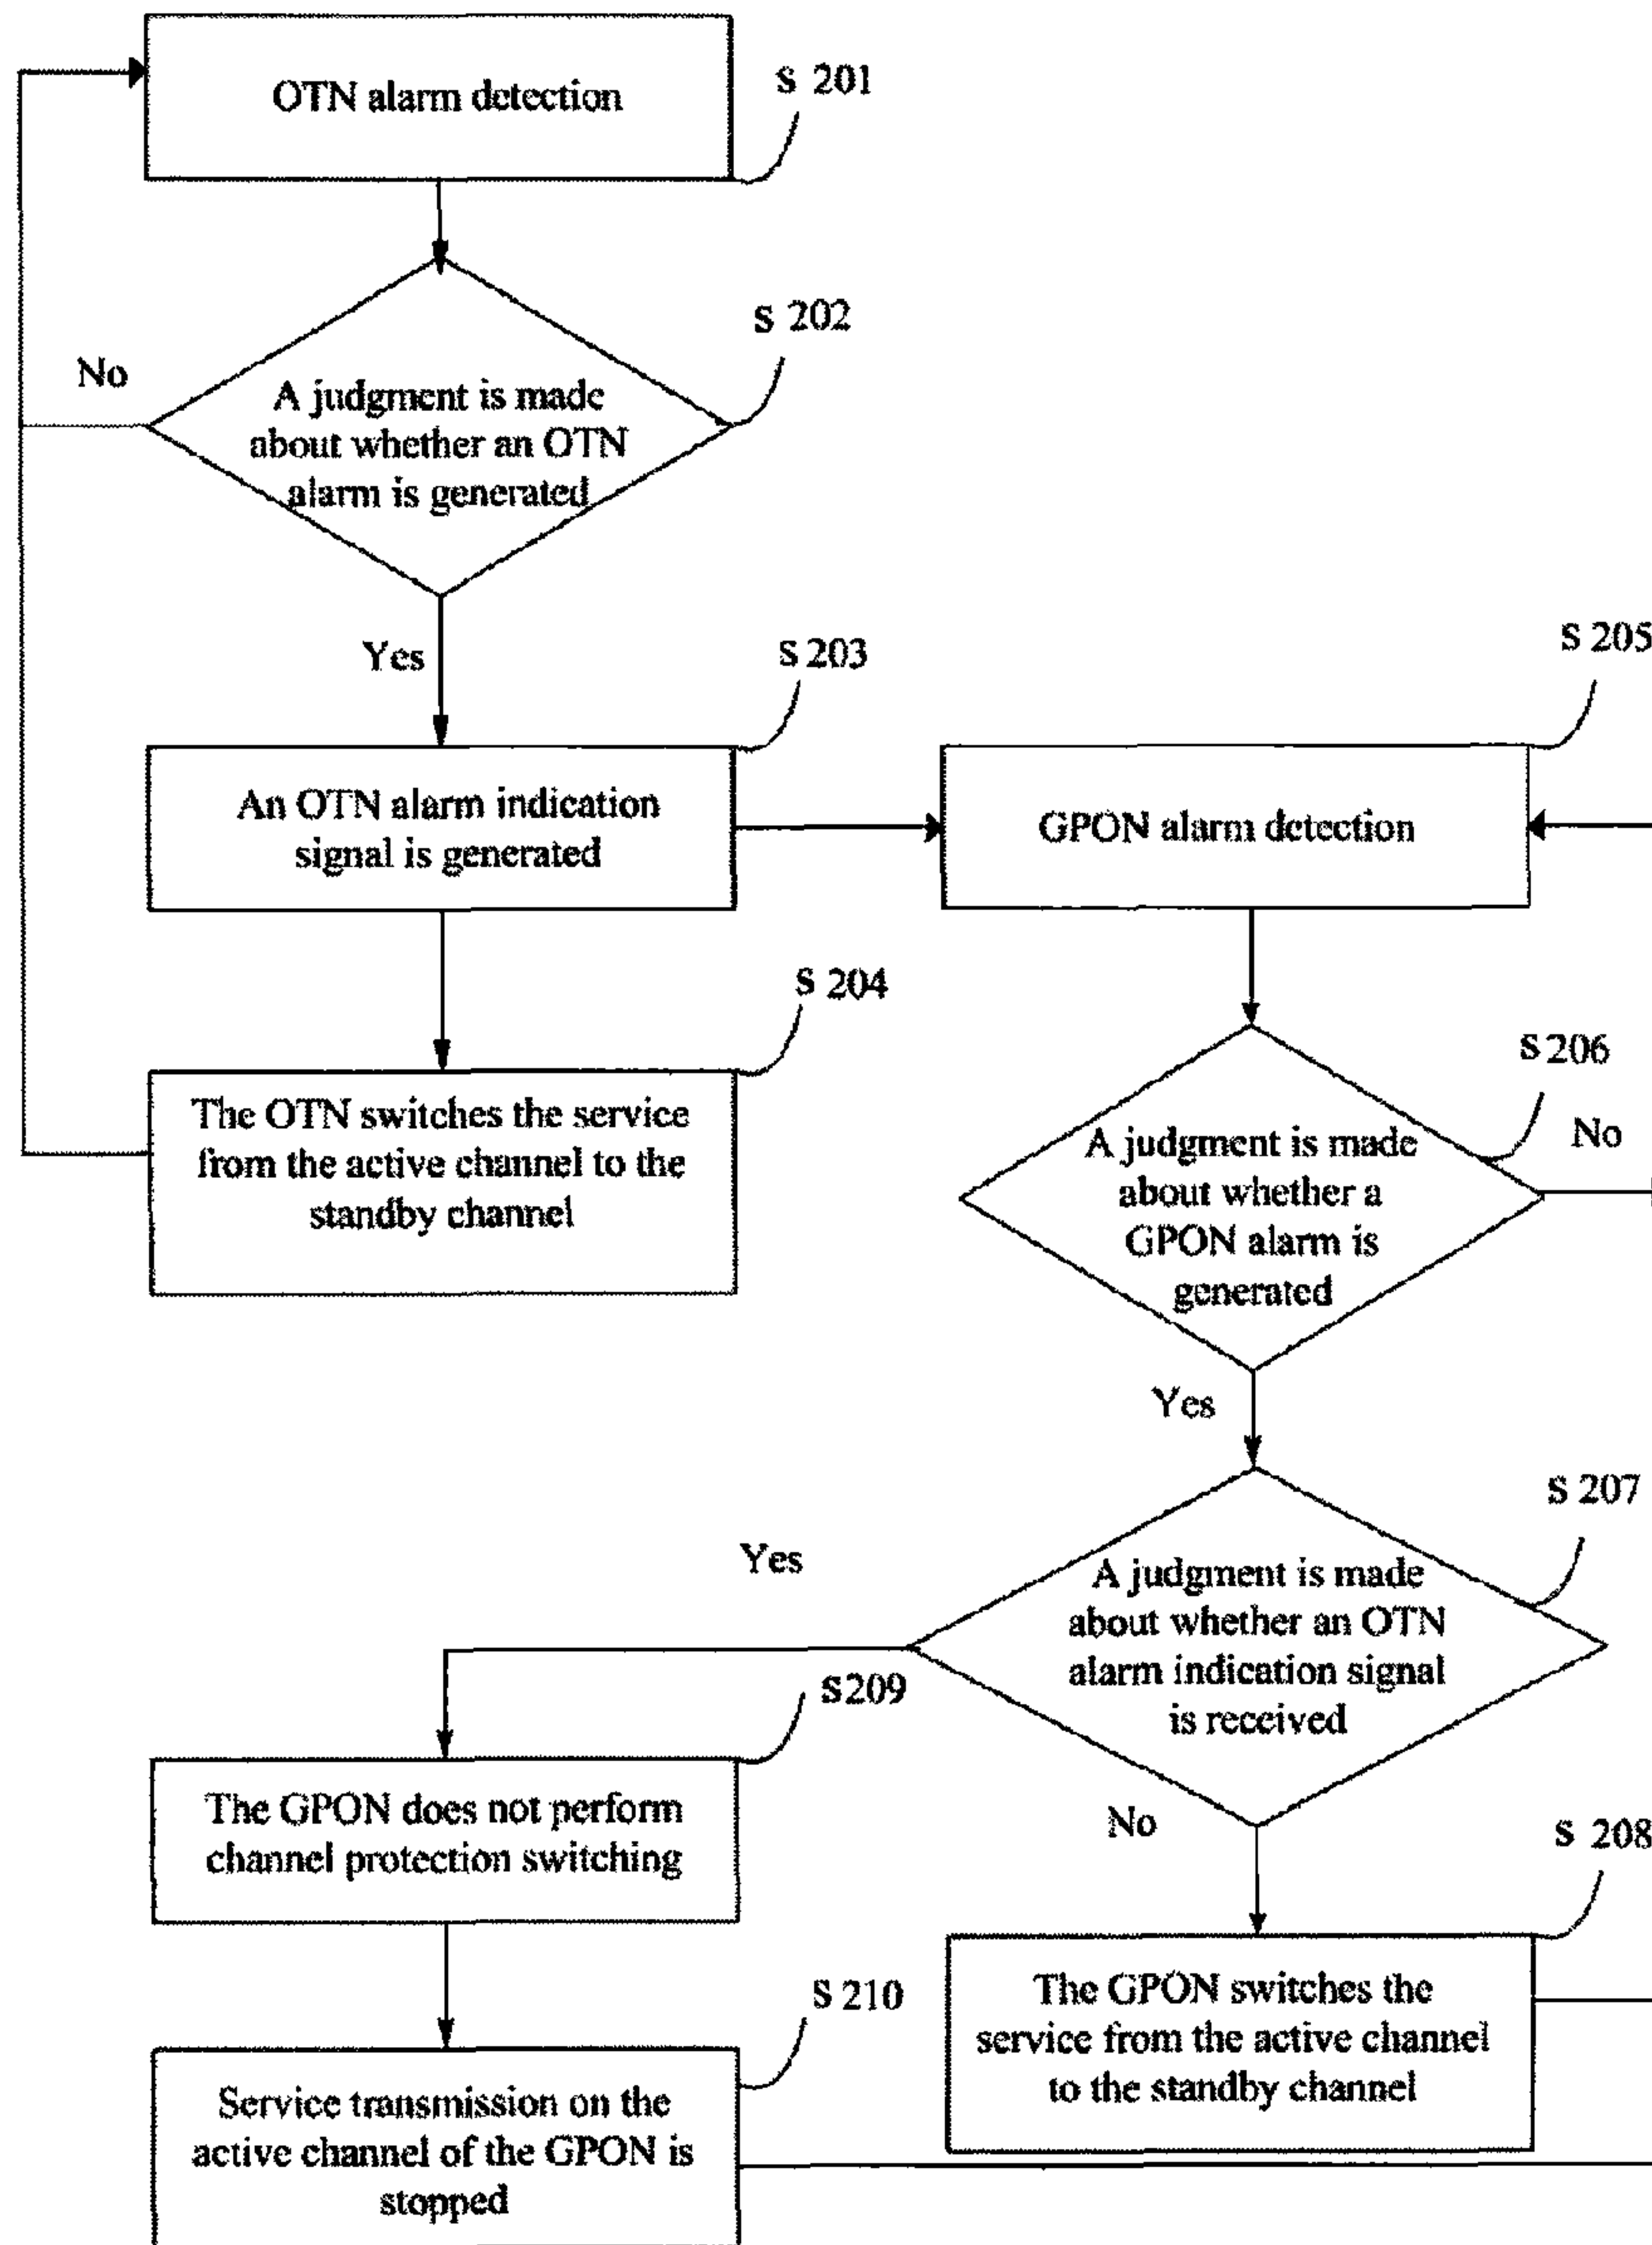 OTN alarm detection
S 201
S 202
No
A judgment is made
about whether an OTN
alarm is generated
Yes
S 203
S 205
An OTN alarm indication
signal is generated
GPON alarm detection
S 204
The OTN switches the service
from the active channel to the
standby channel
S 206
No
A judgment is made
about whether a
GPON alarm is
generated
Yes
S 207
Yes
A judgment is made
about whether an OTN
alarm indication signal
is received
S209
The GPON does not perform
channel protection switching
No
S 208
The GPON switches the
service from the active channel
to the standby channel
S 210
Service transmission on the
active channel of the GPON is
stopped